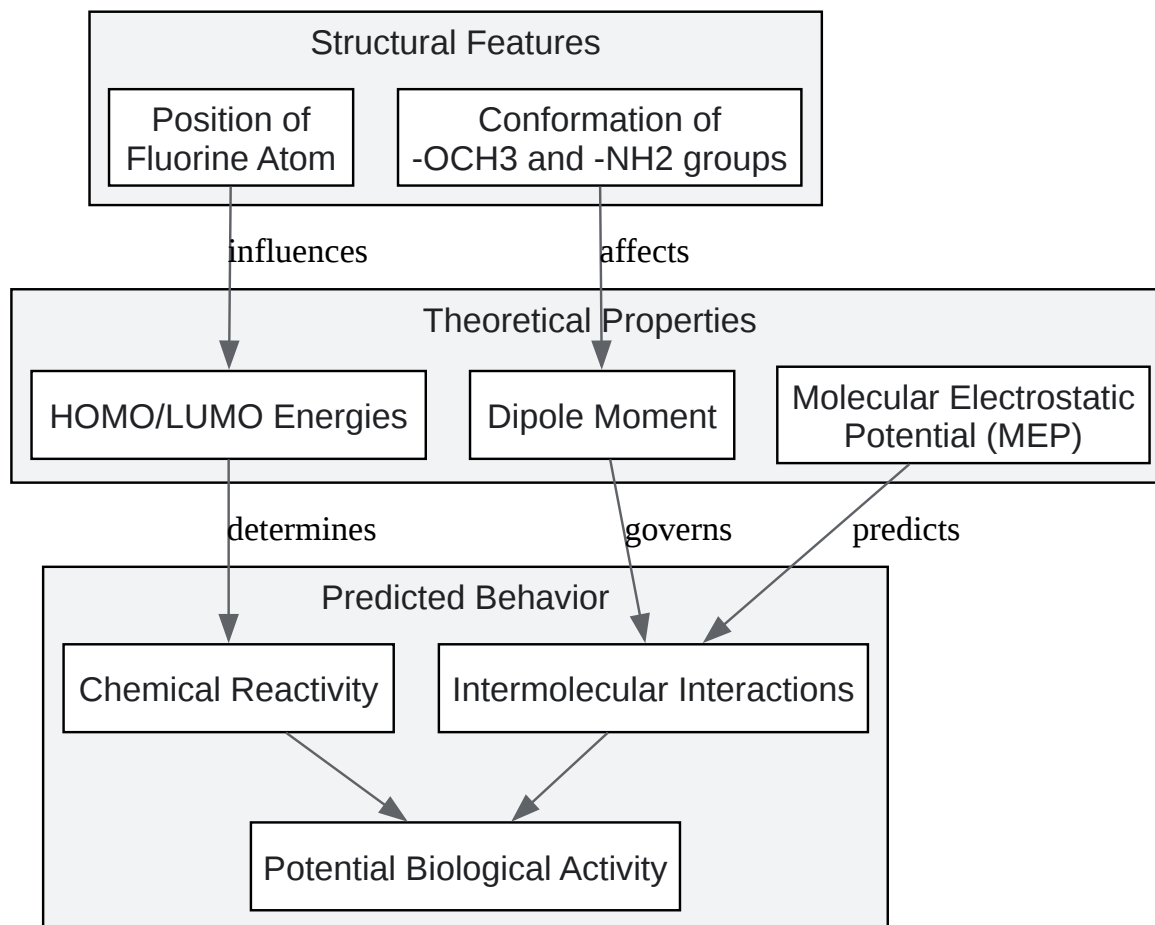 Structural Features
Position of
Fluorine Atom
Conformation of
-OCH3 and -NH2 groups
influences
affects
Theoretical Properties
HOMO/LUMO Energies
Dipole Moment
Molecular Electrostatic
Potential (MEP)
determines
governs
predicts
Predicted Behavior
Chemical Reactivity
Intermolecular Interactions
Potential Biological Activity